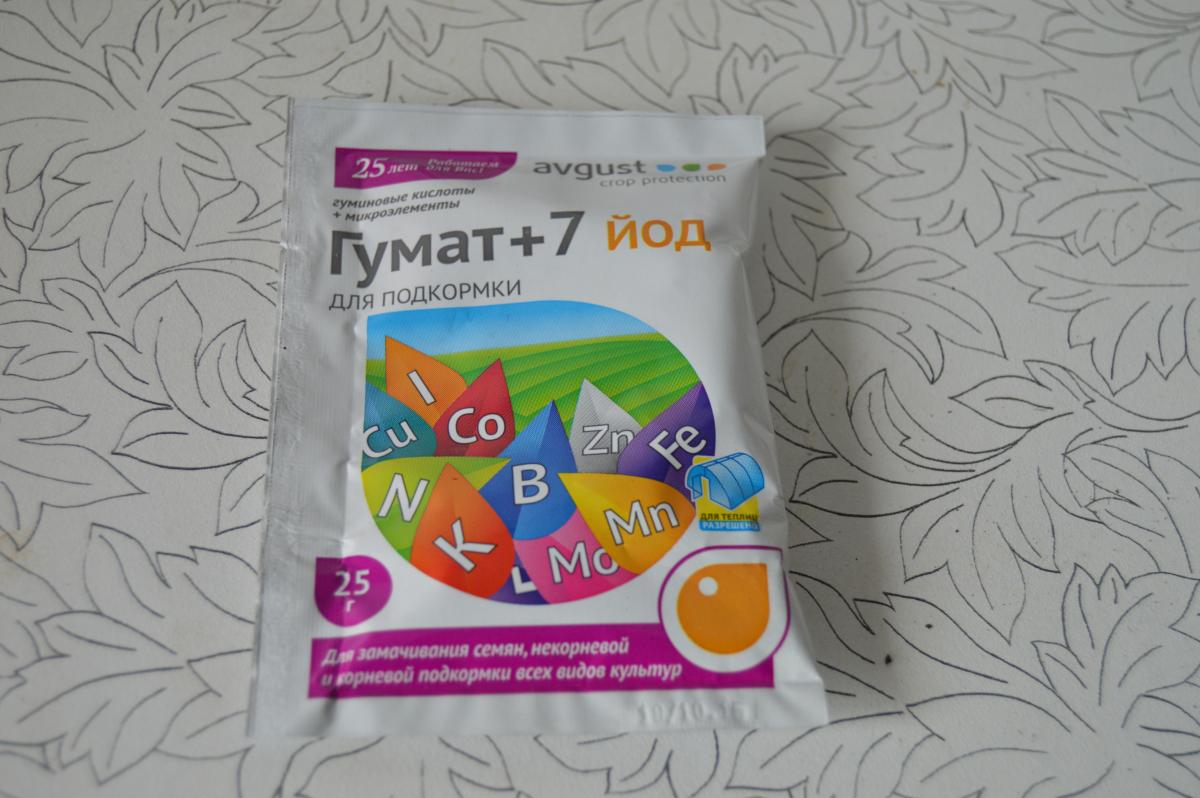 25 лет Работаем
для Вас!
avgust
crop protection
гуминовые кислоты
+ микроэлементы
Гумат+7 йод
для подкормки
I
Cu
Co
Zn
Fe
N
B
K
Mn
Mo
ДЛЯ ТЕПЛИЦ
РАЗРЕШЕНО
25
г
Для замачивания семян, некорневой
и корневой подкормки всех видов культур